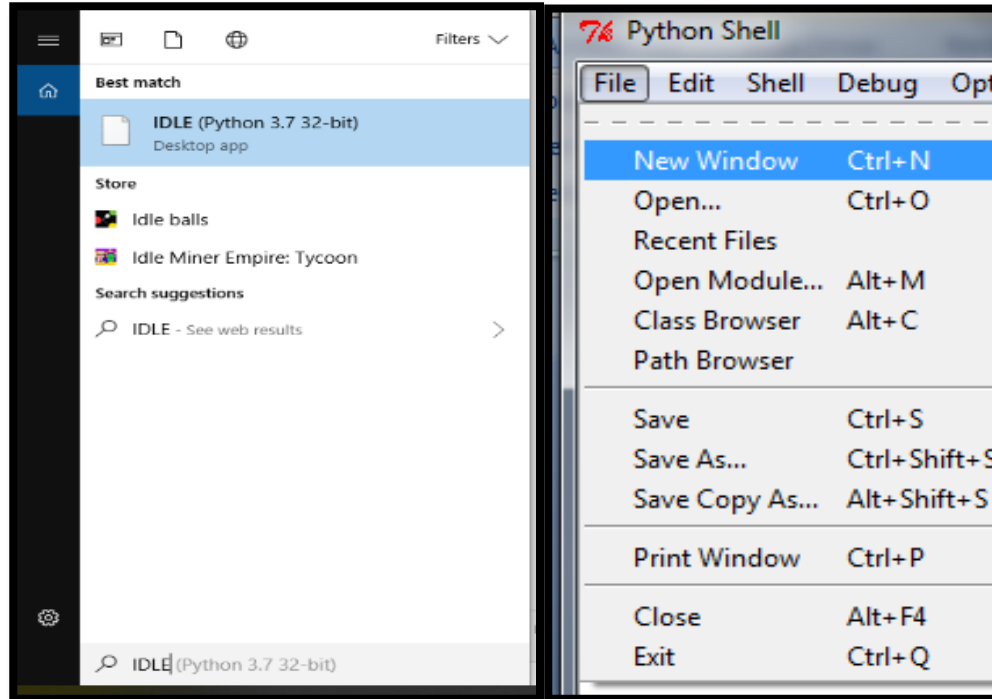 Filters
Best match
IDLE (Python 3.7 32-bit)
Desktop app
Store
Idle balls
Idle Miner Empire: Tycoon
Search suggestions
IDLE - See web results
IDLE (Python 3.7 32-bit)
Python Shell
File Edit Shell Debug Opt
New Window Ctrl+N
Open... Ctrl+O
Recent Files
Open Module... Alt+M
Class Browser Alt+C
Path Browser
Save Ctrl+S
Save As... Ctrl+Shift+S
Save Copy As... Alt+Shift+S
Print Window Ctrl+P
Close Alt+F4
Exit Ctrl+Q